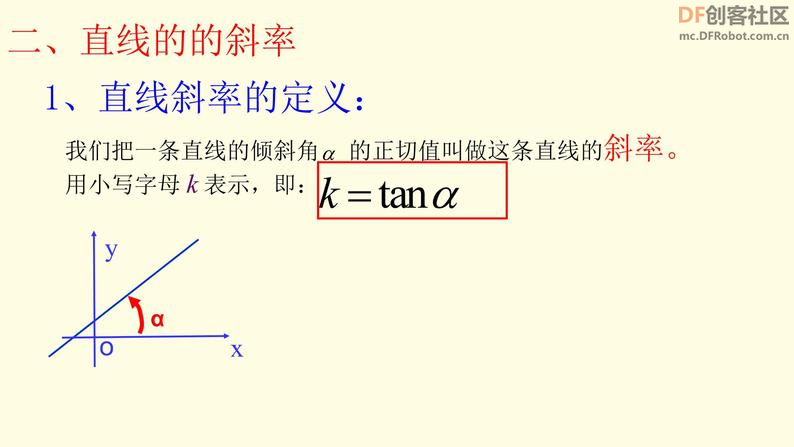 DF创客社区
mc.DFRobot.com.cn
二、直线的的斜率
1、直线斜率的定义：
我们把一条直线的倾斜角α 的正切值叫做这条直线的斜率。
用小写字母 k 表示，即：k = tan α
y
α
O
x